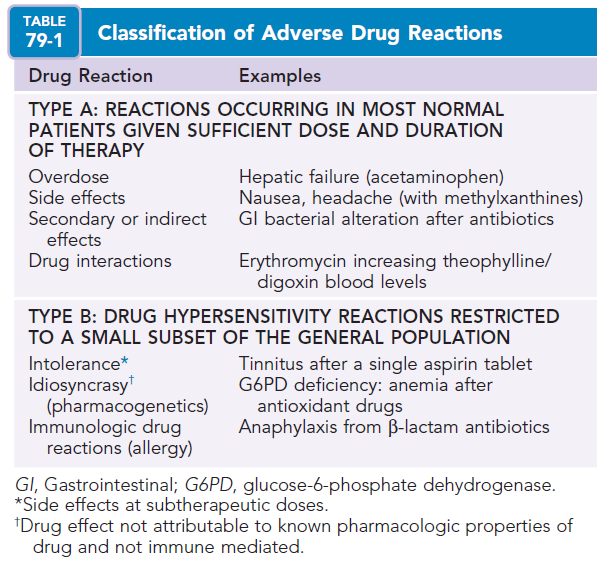 TABLE
79-1
Classification of Adverse Drug Reactions
Drug Reaction Examples
TYPE A: REACTIONS OCCURRING IN MOST NORMAL
PATIENTS GIVEN SUFFICIENT DOSE AND DURATION
OF THERAPY
Overdose Hepatic failure (acetaminophen)
Side effects Nausea, headache (with methylxanthines)
Secondary or indirect GI bacterial alteration after antibiotics
effects
Drug interactions Erythromycin increasing theophylline/
digoxin blood levels
TYPE B: DRUG HYPERSENSITIVITY REACTIONS RESTRICTED
TO A SMALL SUBSET OF THE GENERAL POPULATION
Intolerance* Tinnitus after a single aspirin tablet
Idiosyncrasy† G6PD deficiency: anemia after
(pharmacogenetics) antioxidant drugs
Immunologic drug Anaphylaxis from β-lactam antibiotics
reactions (allergy)
GI, Gastrointestinal; G6PD, glucose-6-phosphate dehydrogenase.
*Side effects at subtherapeutic doses.
†Drug effect not attributable to known pharmacologic properties of
drug and not immune mediated.